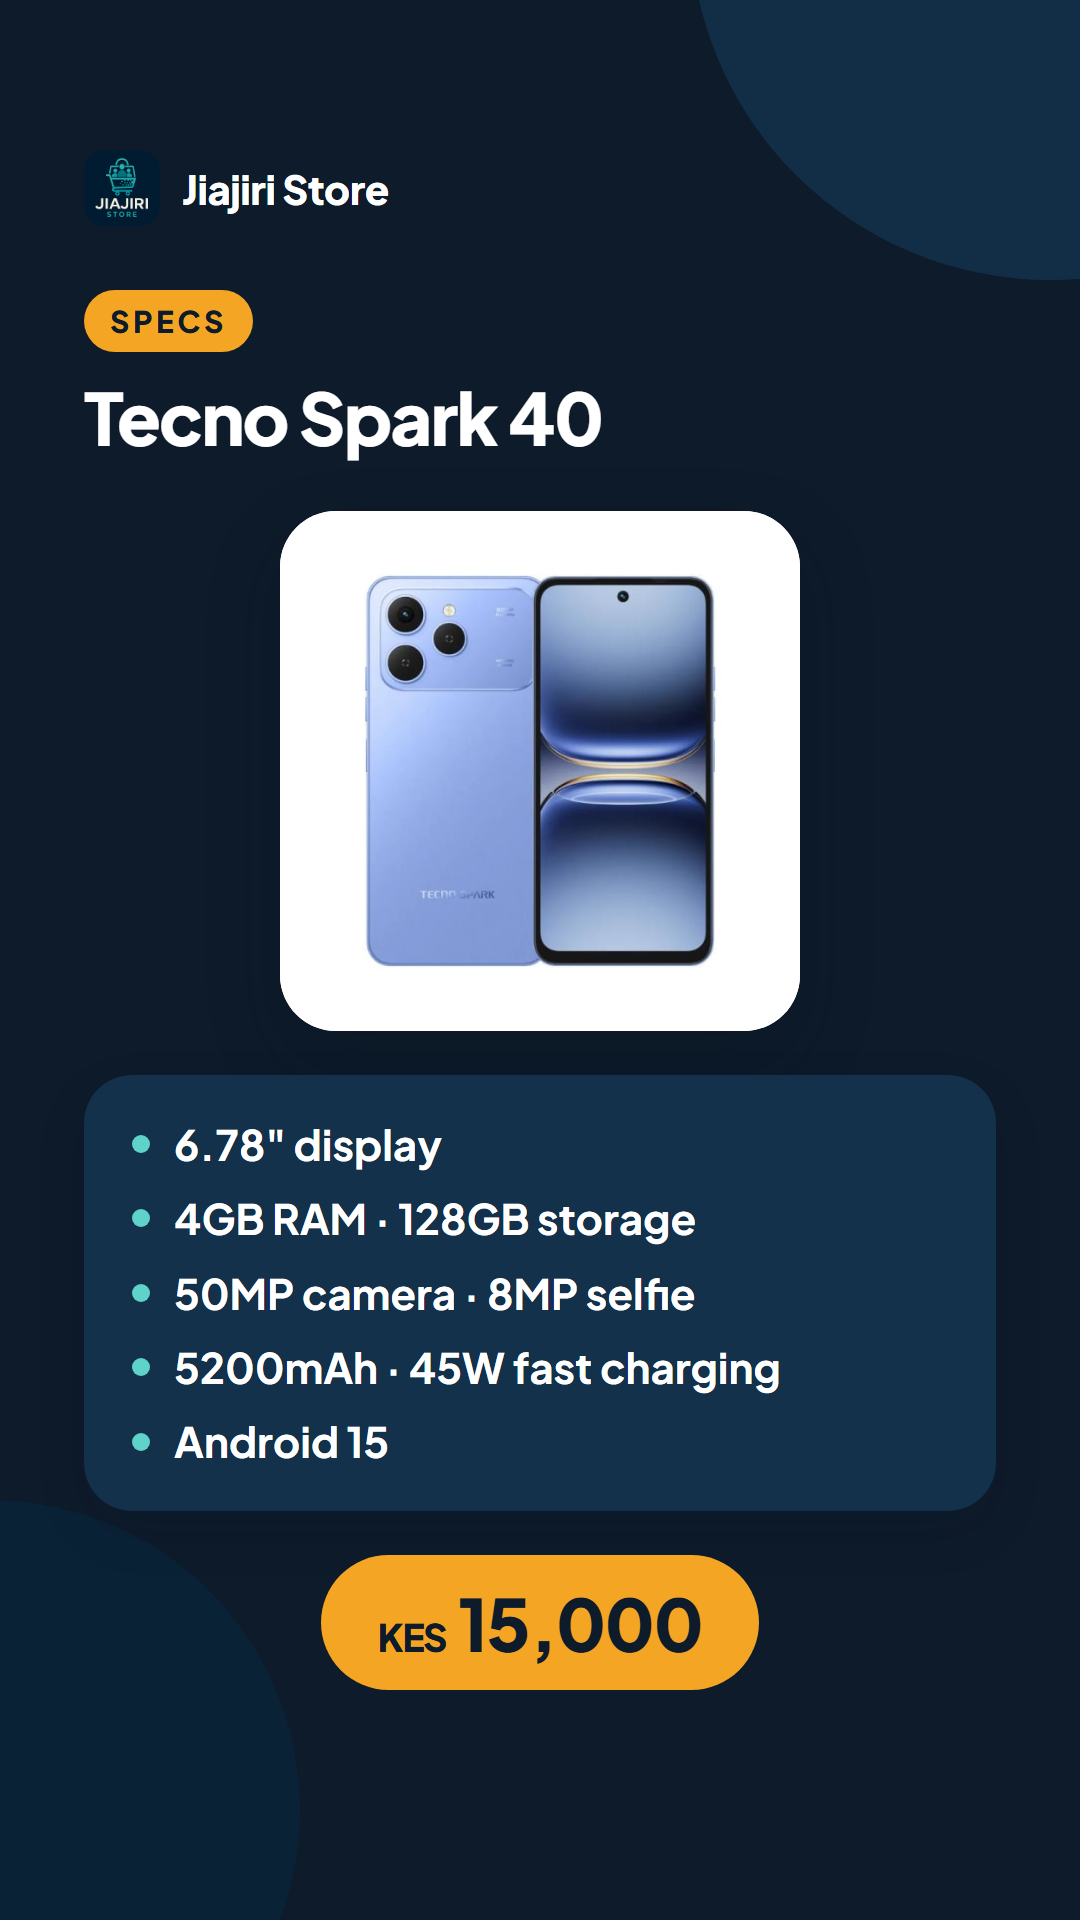 JIAJIRI
STORE
Jiajiri Store
SPECS
Tecno Spark 40
TECNO SPARK
6.78" display
4GB RAM · 128GB storage
50MP camera · 8MP selfie
5200mAh · 45W fast charging
Android 15
KES 15,000